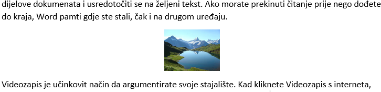 dijelove dokumenata i usredotočiti se na željeni tekst. Ako morate prekinuti čitanje prije nego dođete
do kraja, Word pamti gdje ste stali, čak i na drugom uređaju.
Videozapis je učinkovit način da argumentirate svoje stajalište. Kad kliknete Videozapis s interneta,